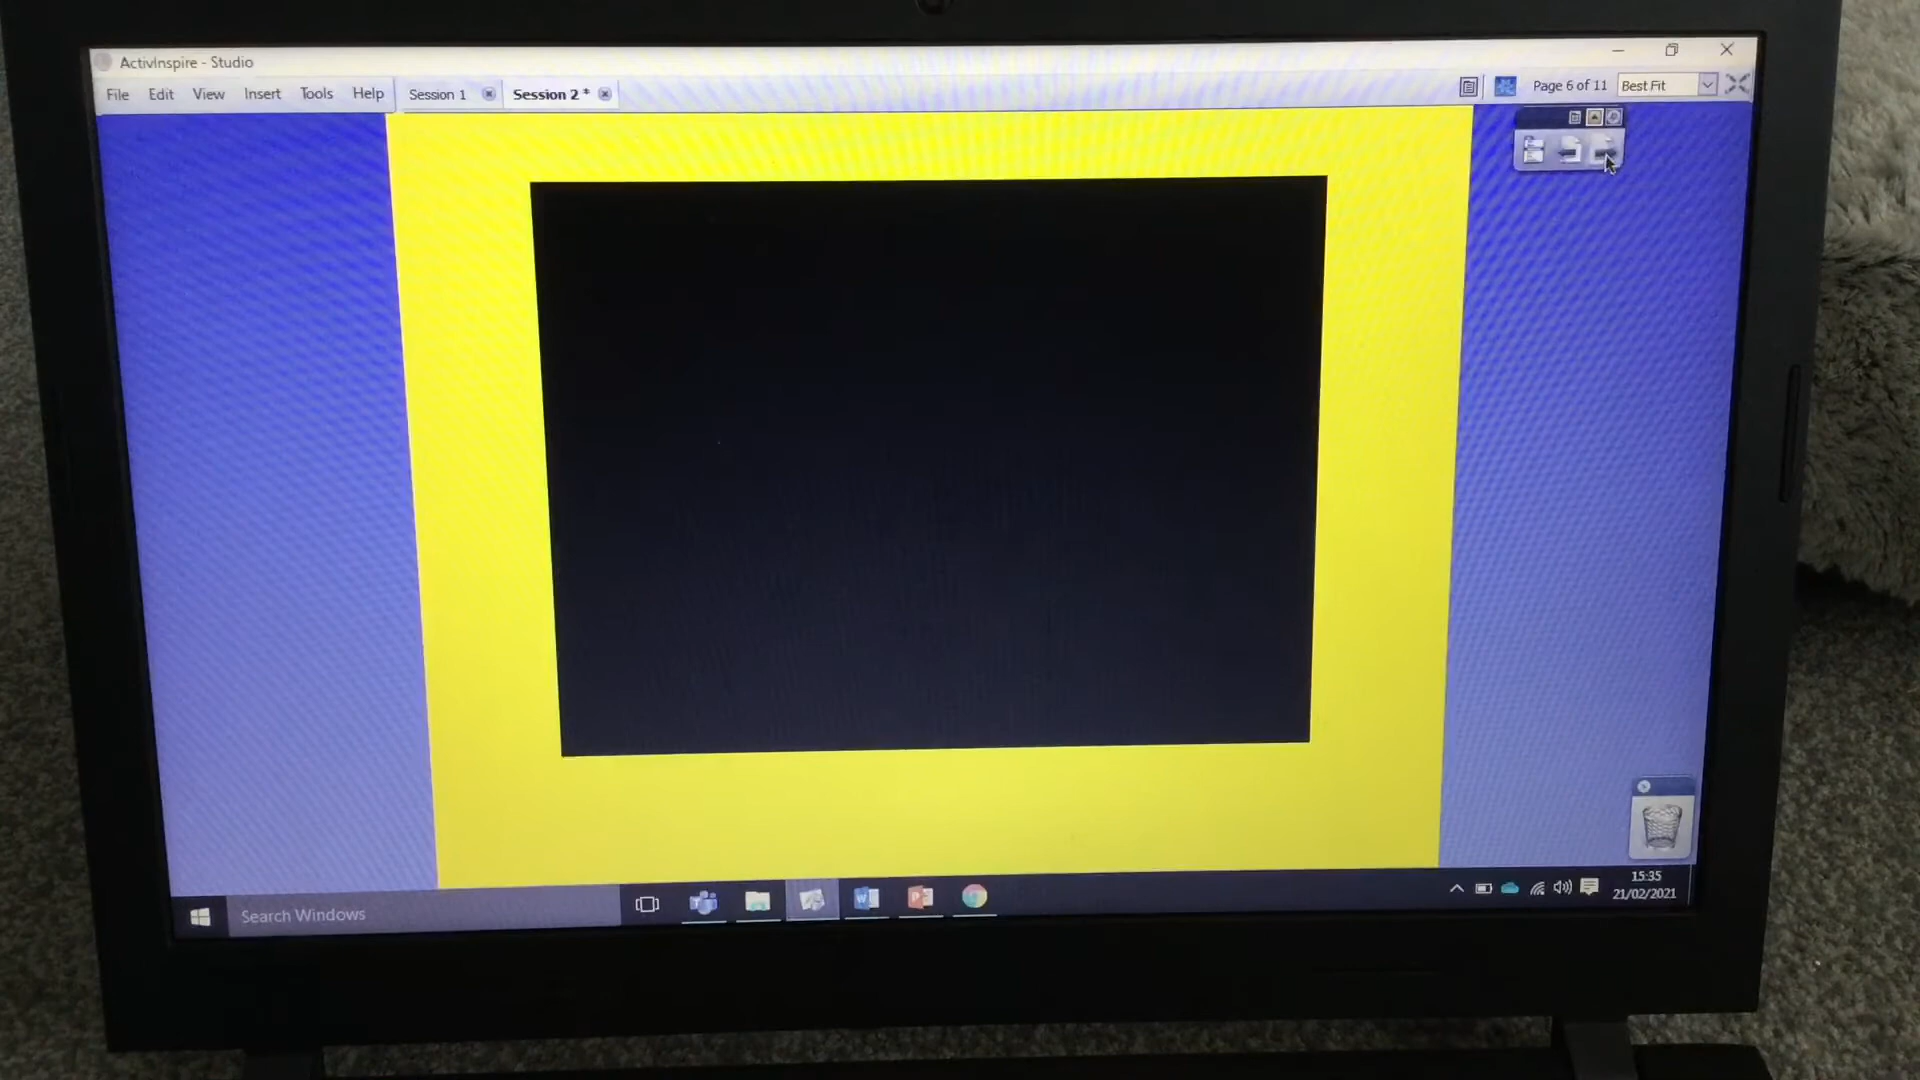 ActivInspire - Studio
File Edit View Insert Tools Help Session 1 Session 2 * Page 6 of 11 Best Fit
Search Windows
15:35
21/02/2021